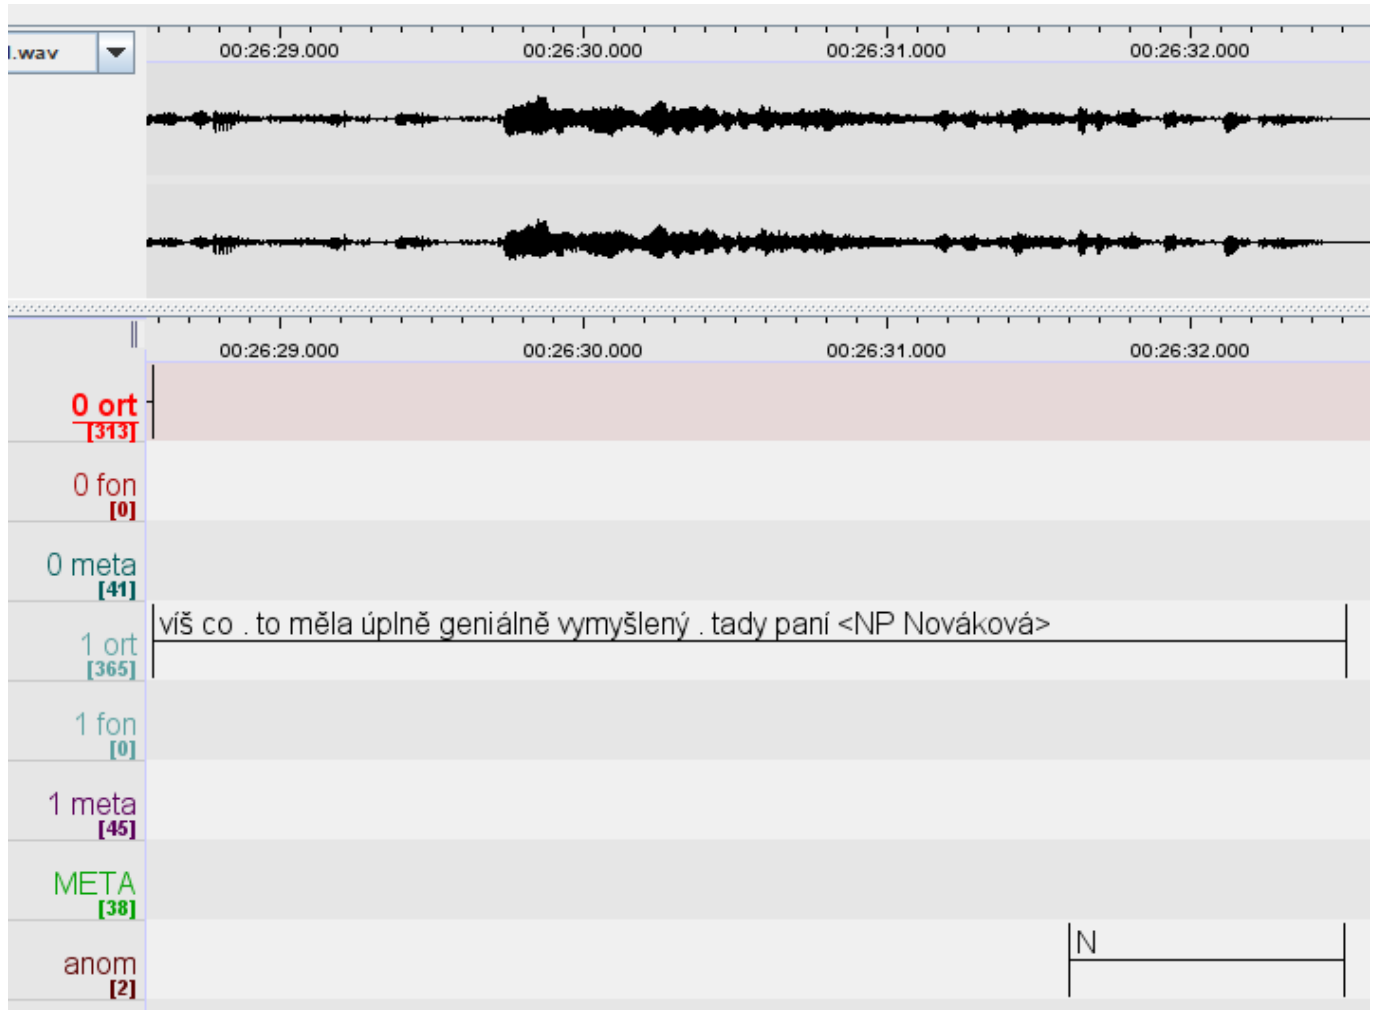 l.wav
00:26:29.000 00:26:30.000 00:26:31.000 00:26:32.000
00:26:29.000 00:26:30.000 00:26:31.000 00:26:32.000
0 ort
[313]
0 fon
[0]
0 meta
[41]
víš co . to měla úplně geniálně vymyšlený . tady paní <NP Nováková>
1 ort
[365]
1 fon
[0]
1 meta
[45]
META
[38]
N
anom
[2]